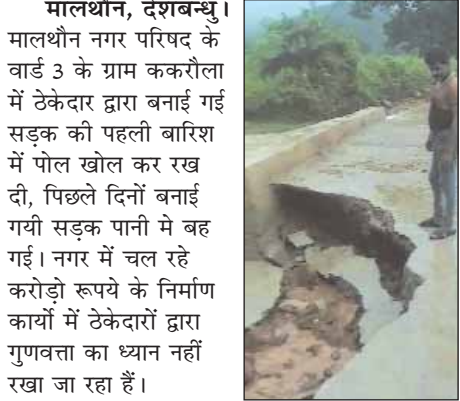 मालथौन, देशबन्धु।
मालथौन नगर परिषद के
वार्ड 3 के ग्राम ककरौला
में ठेकेदार द्वारा बनाई गई
सड़क की पहली बारिश
में पोल खोल कर रख
दी, पिछले दिनों बनाई
गयी सड़क पानी मे बह
गई। नगर में चल रहे
करोड़ो रूपये के निर्माण
कार्यो में ठेकेदारों द्वारा
गुणवत्ता का ध्यान नहीं
रखा जा रहा हैं।